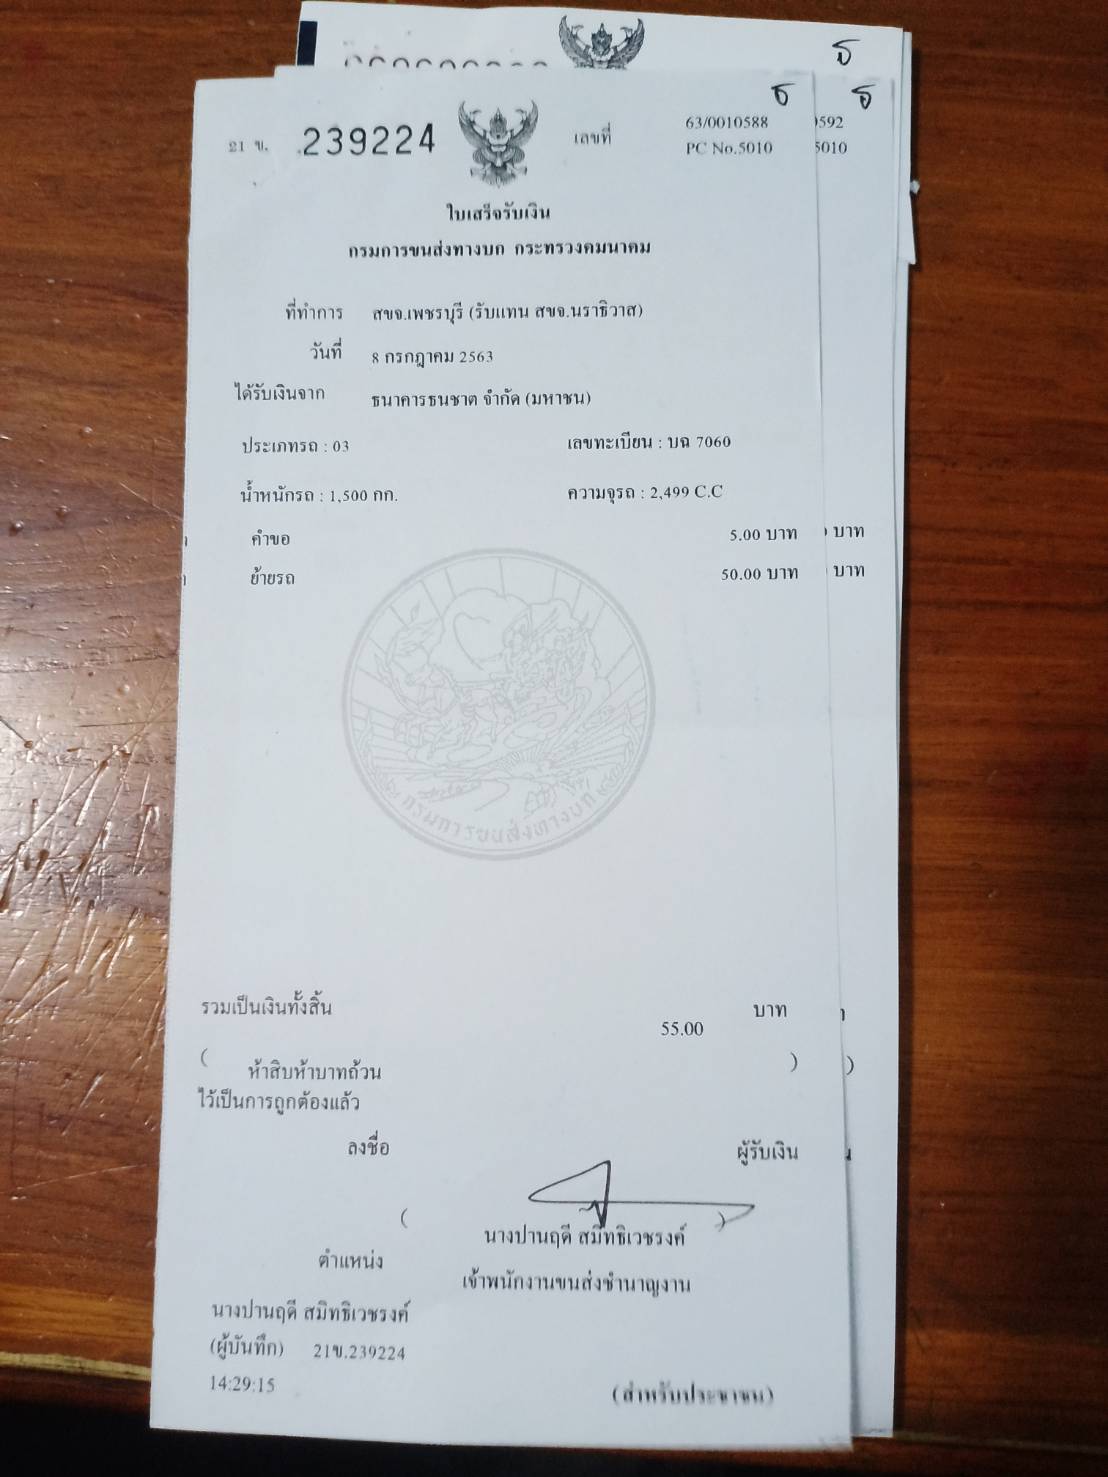 ธ
21 ข. 239224 เลขที่ 63/0010588
PC No.5010
ธ
ธ
592
5010
ใบเสร็จรับเงิน
กรมการขนส่งทางบก กระทรวงคมนาคม
ที่ทำการ สขจ.เพชรบุรี (รับแทน สขจ.นราธิวาส)
วันที่ 8 กรกฎาคม 2563
ได้รับเงินจาก ธนาคารธนชาต จำกัด (มหาชน)
ประเภทรถ : 03 เลขทะเบียน : บฉ 7060
น้ำหนักรถ : 1,500 กก. ความจุรถ : 2,499 C.C
คำขอ 5.00 บาท บาท
ย้ายรถ 50.00 บาท บาท
กรมการขนส่งทางบก
รวมเป็นเงินทั้งสิ้น 55.00 บาท
( ห้าสิบห้าบาทถ้วน ) )
ไว้เป็นการถูกต้องแล้ว
ลงชื่อ ผู้รับเงิน
( นางปานฤดี สมิทธิเวชรงค์ )
ตำแหน่ง เจ้าพนักงานขนส่งชำนาญงาน
นางปานฤดี สมิทธิเวชรงค์
(ผู้บันทึก) 21ข.239224
14:29:15 (สำหรับประชาชน)